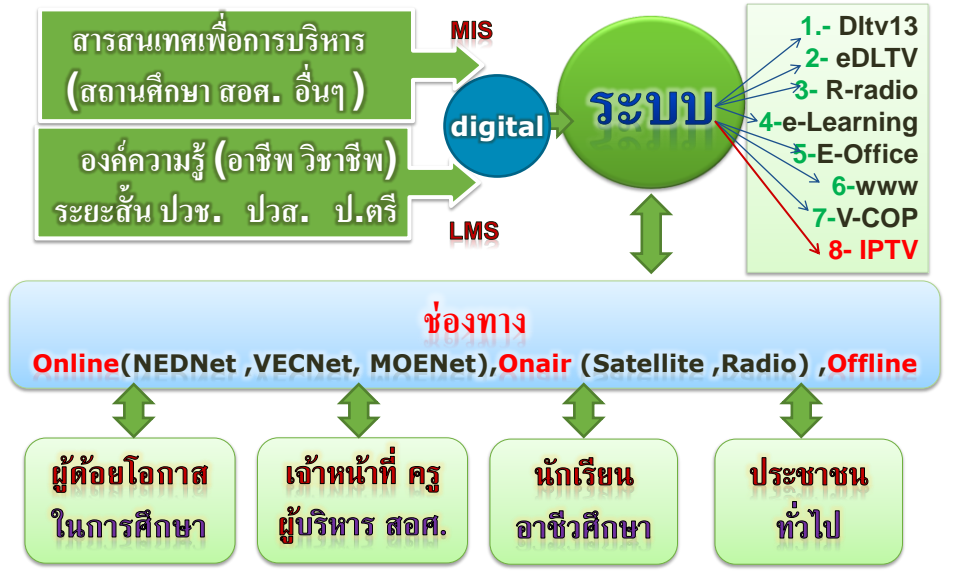 สารสนเทศเพื่อการบริหาร
(สถานศึกษา สอศ. อื่นๆ )
MIS
องค์ความรู้ (อาชีพ วิชาชีพ)
ระยะสั้น ปวช. ปวส. ป.ตรี
LMS
digital
ระบบ
1.- Dltv13
2- eDLTV
3- R-radio
4-e-Learning
5-E-Office
6-www
7-V-COP
8- IPTV
ช่องทาง
Online(NEDNet ,VECNet, MOENet),Onair (Satellite ,Radio) ,Offline
ผู้ด้อยโอกาส
ในการศึกษา
เจ้าหน้าที่ ครู
ผู้บริหาร สอศ.
นักเรียน
อาชีวศึกษา
ประชาชน
ทั่วไป